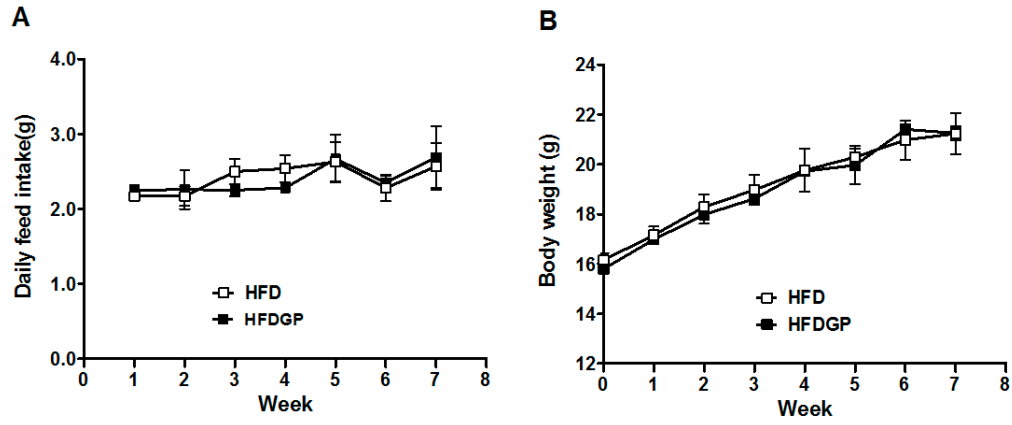 A
Daily feed intake(g)
4.0
3.0
2.0
1.0
0.0
HFD
HFDGP
0 1 2 3 4 5 6 7 8
Week
B
Body weight (g)
24
22
20
18
16
14
12
HFD
HFDGP
0 1 2 3 4 5 6 7 8
Week